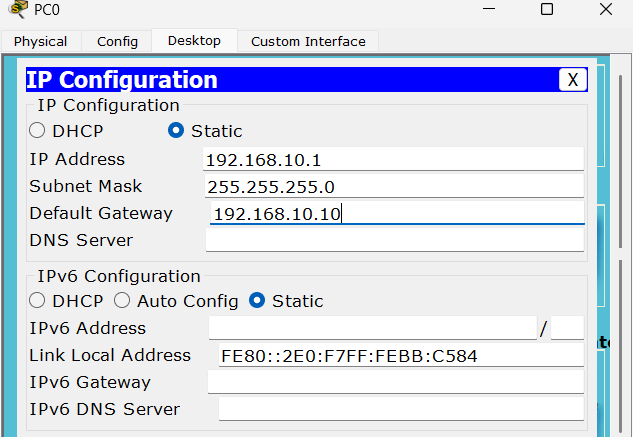 PC0
Physical Config Desktop Custom Interface
IP Configuration X
IP Configuration
DHCP Static
IP Address 192.168.10.1
Subnet Mask 255.255.255.0
Default Gateway 192.168.10.10
DNS Server
IPv6 Configuration
DHCP Auto Config Static
IPv6 Address /
Link Local Address FE80::2E0:F7FF:FEBB:C584
IPv6 Gateway
IPv6 DNS Server